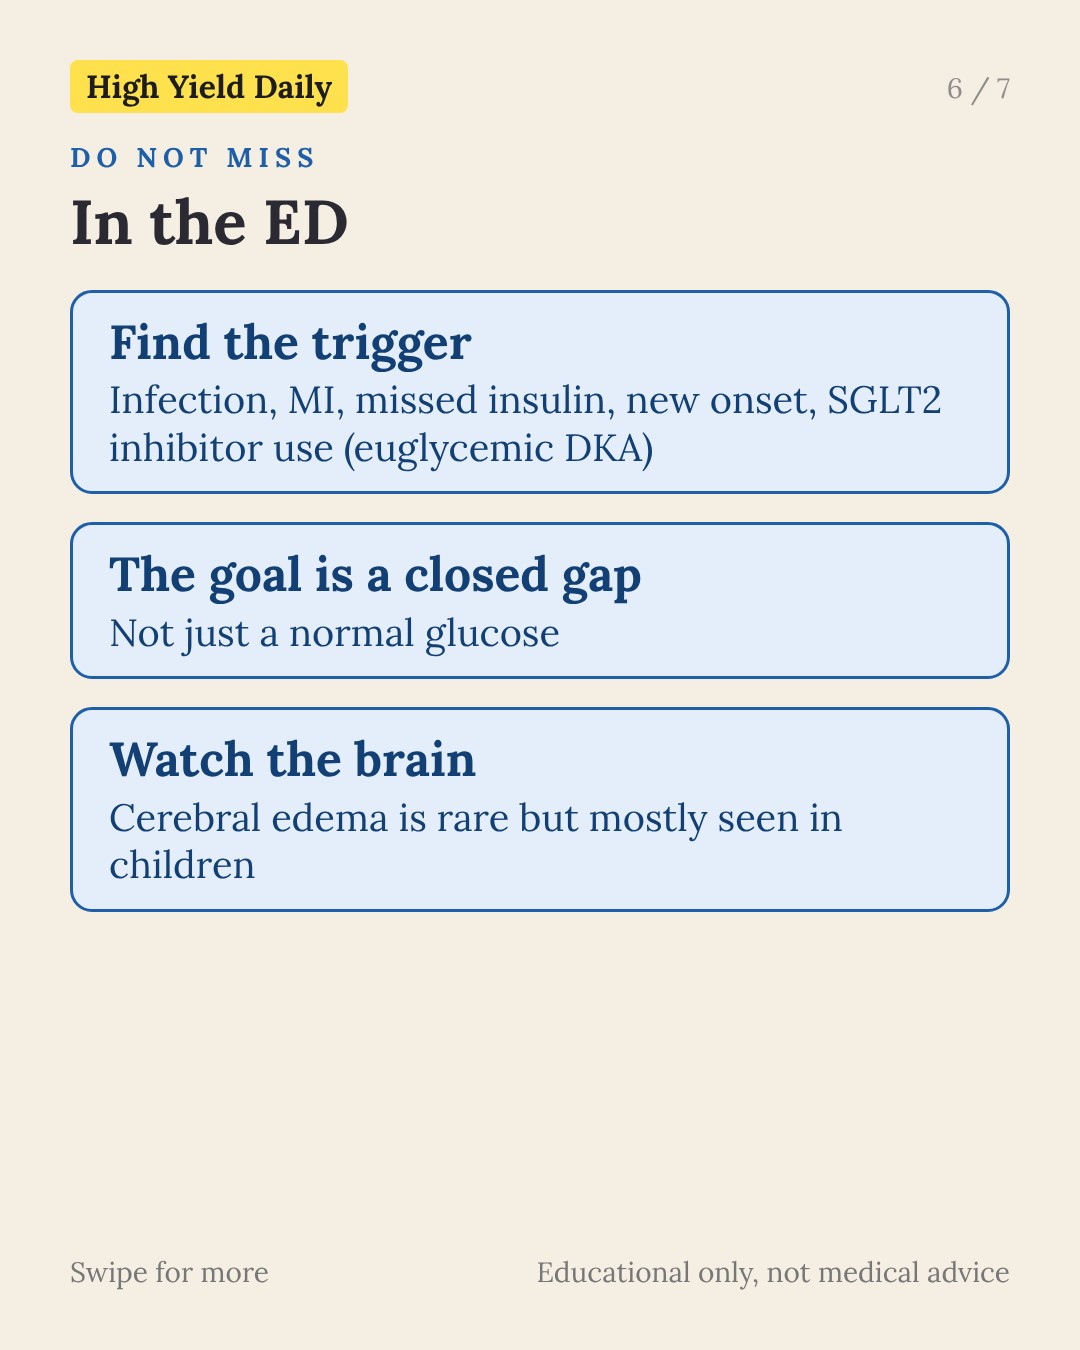 High Yield Daily
6 / 7
DO NOT MISS
In the ED
Find the trigger
Infection, MI, missed insulin, new onset, SGLT2
inhibitor use (euglycemic DKA)
The goal is a closed gap
Not just a normal glucose
Watch the brain
Cerebral edema is rare but mostly seen in
children
Swipe for more
Educational only, not medical advice